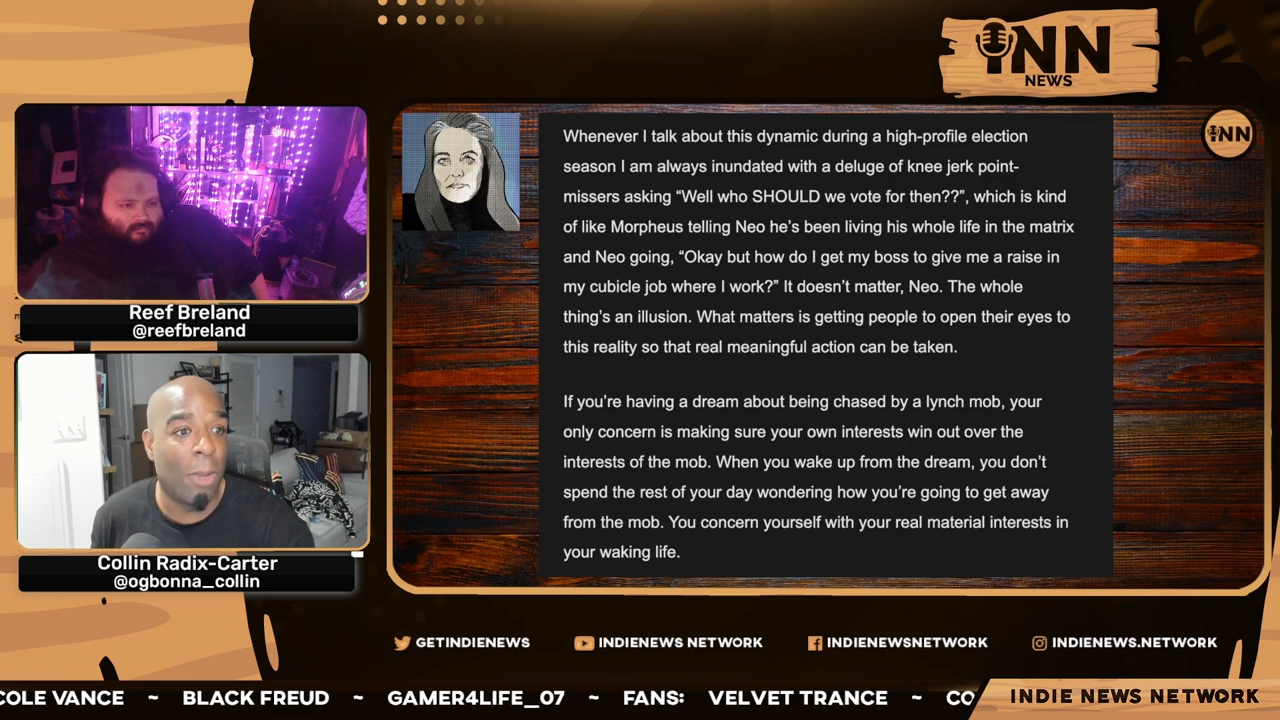 iNN
NEWS
iNN
Reef Breland
@reefbreland
Collin Radix-Carter
@ogbonna_collin
Whenever I talk about this dynamic during a high-profile election
season I am always inundated with a deluge of knee jerk point-
missers asking “Well who SHOULD we vote for then??”, which is kind
of like Morpheus telling Neo he’s been living his whole life in the matrix
and Neo going, “Okay but how do I get my boss to give me a raise in
my cubicle job where I work?” It doesn’t matter, Neo. The whole
thing’s an illusion. What matters is getting people to open their eyes to
this reality so that real meaningful action can be taken.
If you’re having a dream about being chased by a lynch mob, your
only concern is making sure your own interests win out over the
interests of the mob. When you wake up from the dream, you don’t
spend the rest of your day wondering how you’re going to get away
from the mob. You concern yourself with your real material interests in
your waking life.
GETINDIENEWS INDIENEWS NETWORK INDIENEWSNETWORK INDIENEWS.NETWORK
COLE VANCE ~ BLACK FREUD ~ GAMER4LIFE_07 ~ FANS: VELVET TRANCE ~ CO
INDIE NEWS NETWORK